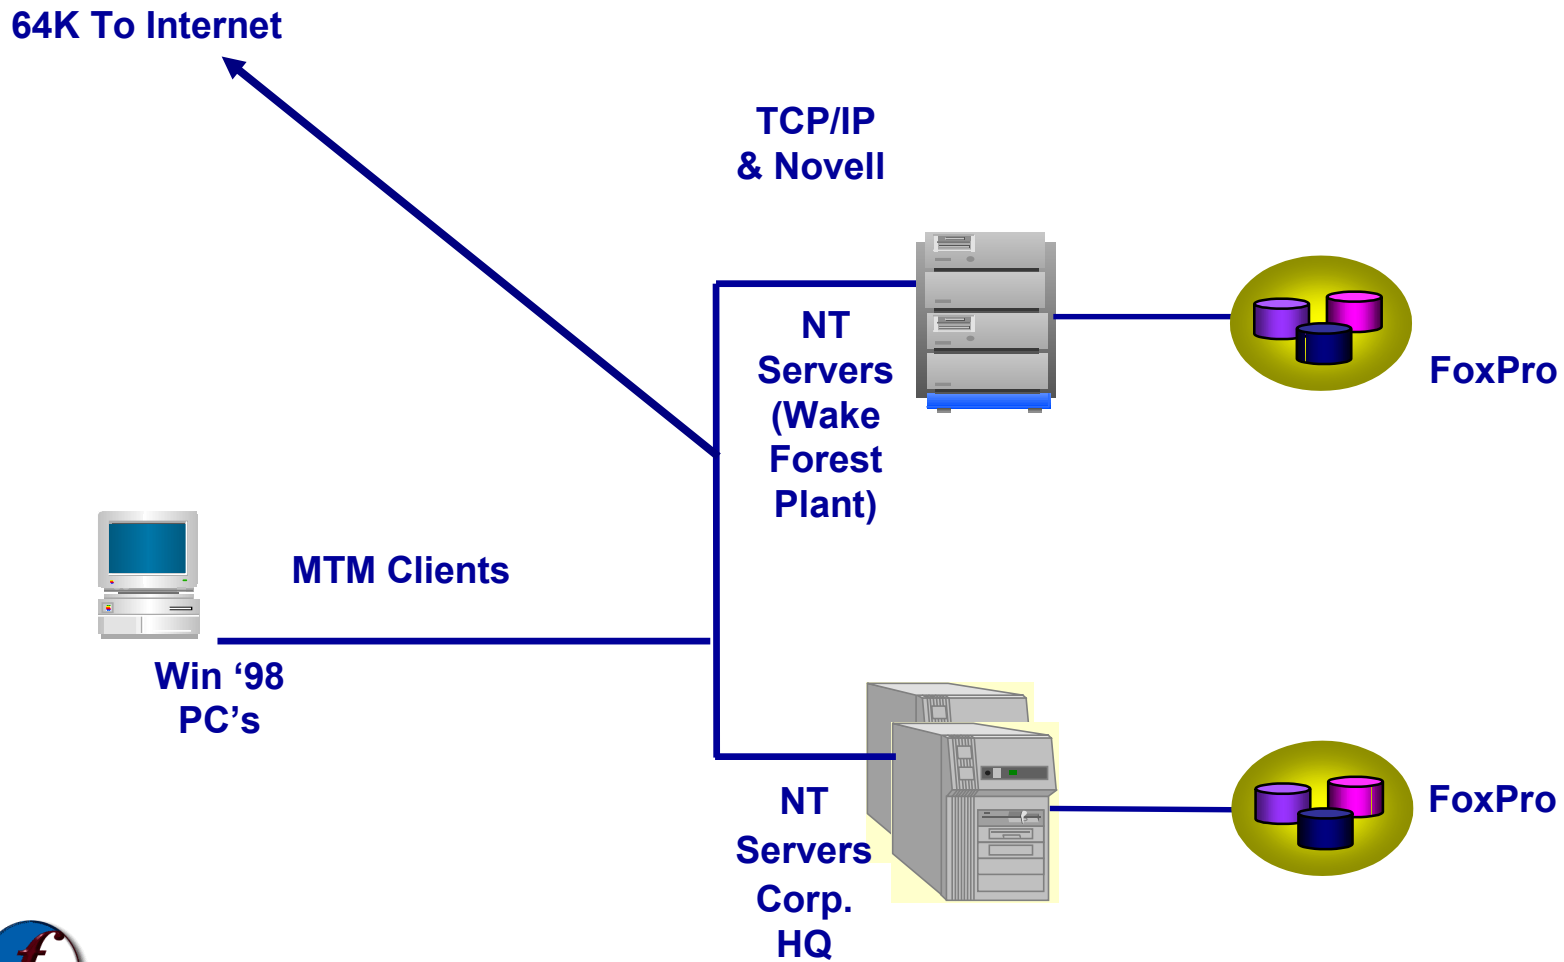 64K To Internet
TCP/IP
& Novell
NT
Servers
(Wake
Forest
Plant)
FoxPro
MTM Clients
Win ‘98
PC’s
NT
Servers
Corp.
HQ
FoxPro
f